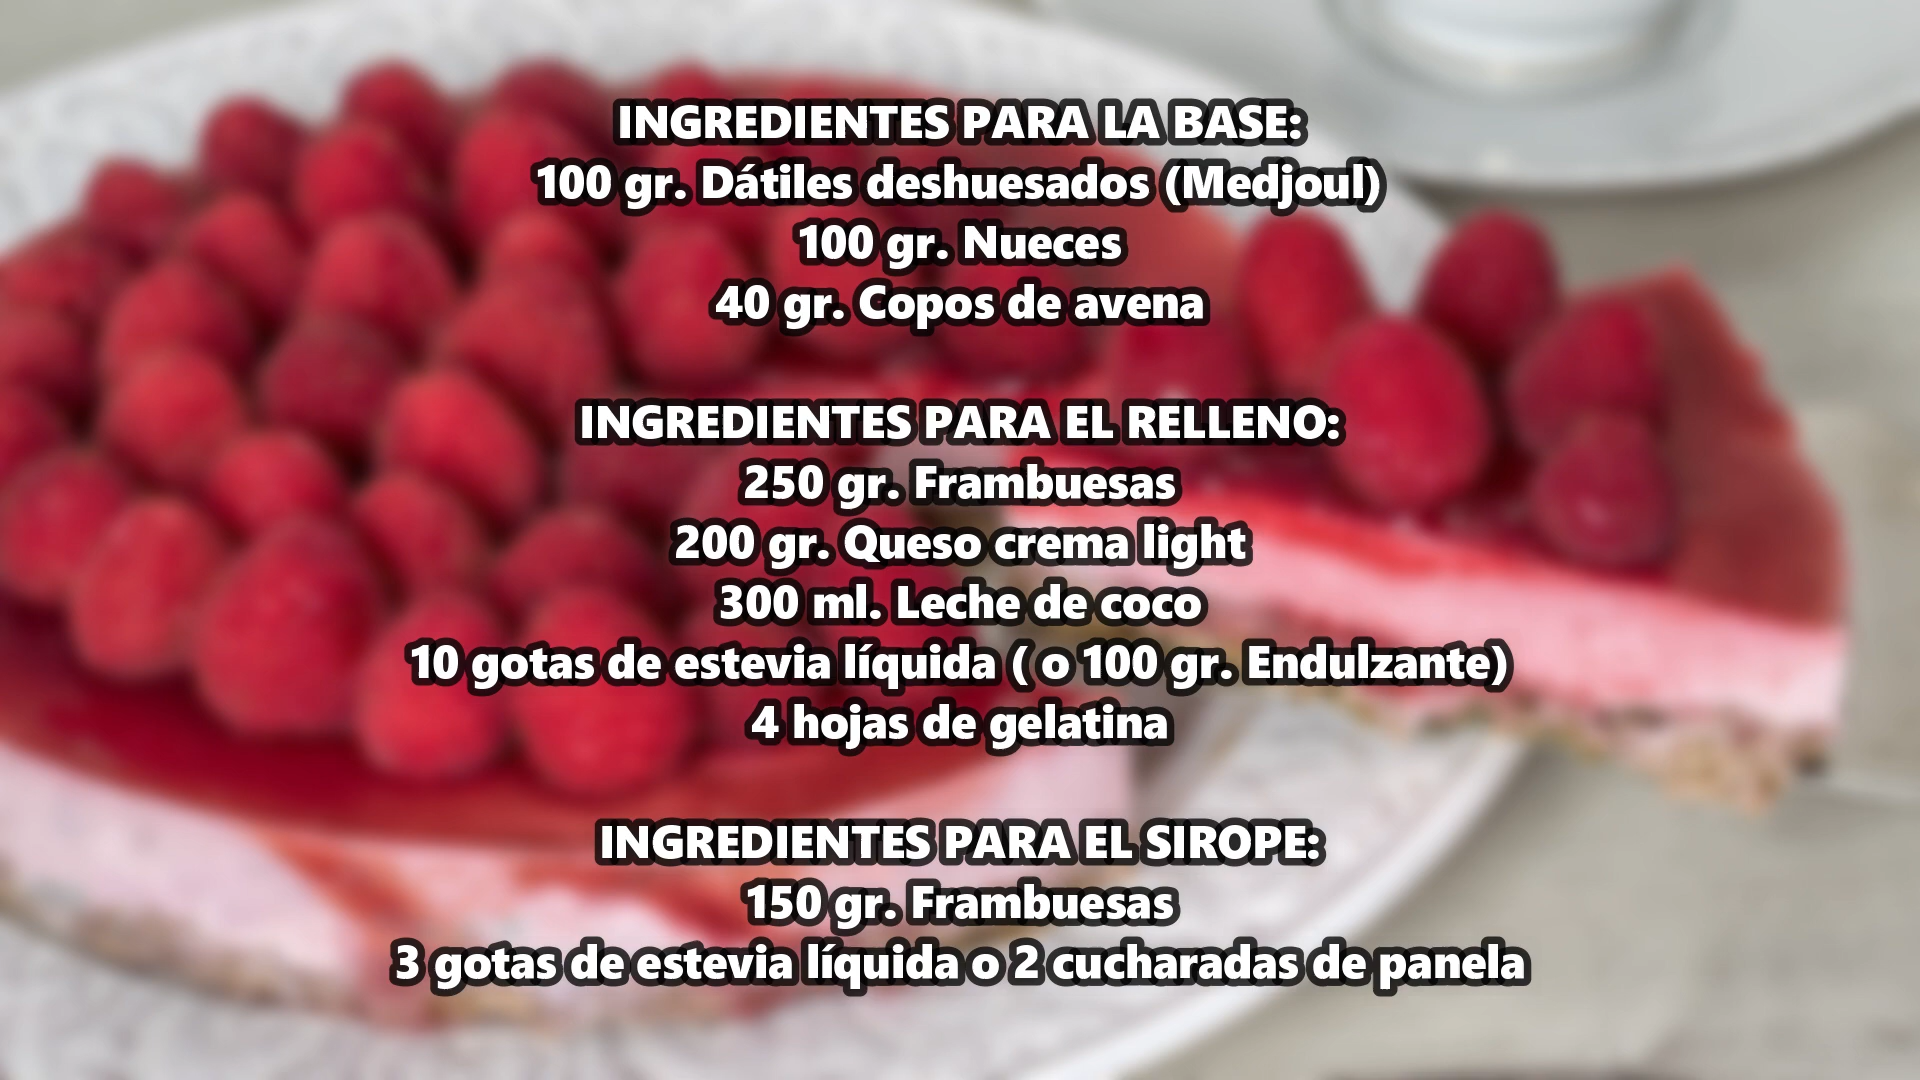 INGREDIENTES PARA LA BASE:
100 gr. Dátiles deshuesados (Medjoul)
100 gr. Nueces
40 gr. Copos de avena
INGREDIENTES PARA EL RELLENO:
250 gr. Frambuesas
200 gr. Queso crema light
300 ml. Leche de coco
10 gotas de estevia líquida ( o 100 gr. Endulzante)
4 hojas de gelatina
INGREDIENTES PARA EL SIROPE:
150 gr. Frambuesas
3 gotas de estevia líquida o 2 cucharadas de panela